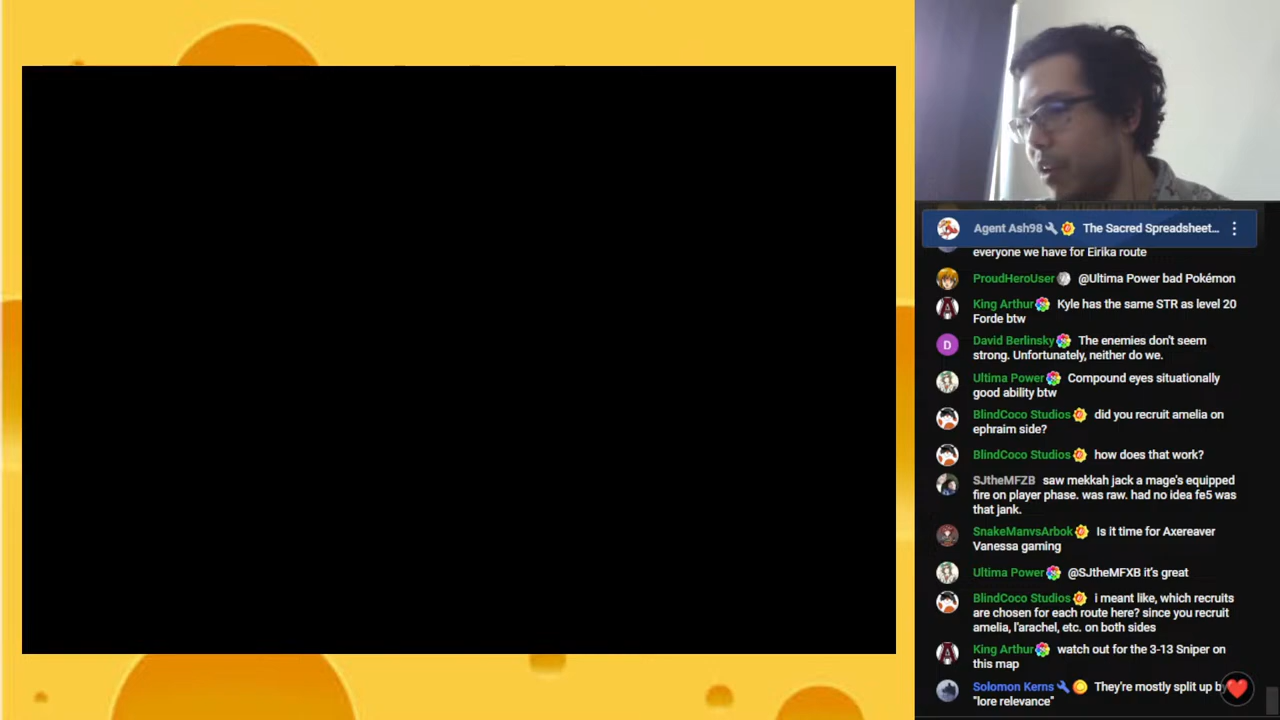 Agent Ash98 The Sacred Spreadsheet...
everyone we have for Eirika route
ProudHeroUser @Ultima Power bad Pokémon
King Arthur Kyle has the same STR as level 20
Forde btw
David Berlinsky The enemies don't seem
strong. Unfortunately, neither do we.
Ultima Power Compound eyes situationally
good ability btw
BlindCoco Studios did you recruit amelia on
ephraim side?
BlindCoco Studios how does that work?
SJtheMFZB saw mekkah jack a mage's equipped
fire on player phase. was raw. had no idea fe5 was
that jank.
SnakeManvsArbok Is it time for Axereaver
Vanessa gaming
Ultima Power @SJtheMFXB it's great
BlindCoco Studios i meant like, which recruits
are chosen for each route here? since you recruit
amelia, l'arachel, etc. on both sides
King Arthur watch out for the 3-13 Sniper on
this map
Solomon Kerns They're mostly split up by
"lore relevance"